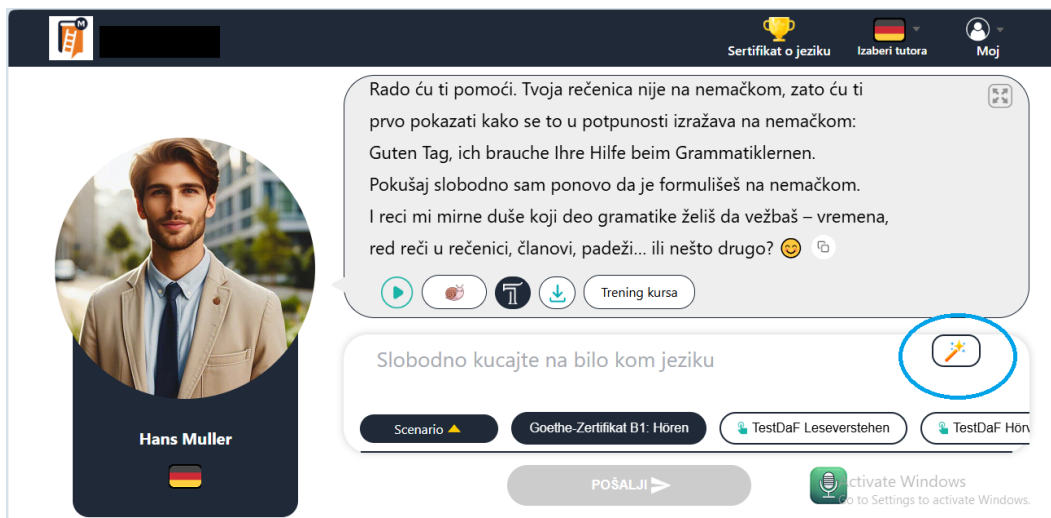 M
Sertifikat o jeziku
Izaberi tutora
Moj
Rado ću ti pomoći. Tvoja rečenica nije na nemačkom, zato ću ti
prvo pokazati kako se to u potpunosti izražava na nemačkom:
Guten Tag, ich brauche Ihre Hilfe beim Grammatiklernen.
Pokušaj slobodno sam ponovo da je formulišeš na nemačkom.
I reci mi mirne duše koji deo gramatike želiš da vežbaš – vremena,
red reči u rečenici, članovi, padeži... ili nešto drugo? 😊
Trening kursa
Slobodno kucajte na bilo kom jeziku
Scenario
Goethe-Zertifikat B1: Hören
TestDaF Leseverstehen
TestDaF
Hans Muller
POŠALJI
Activate Windows
Go to Settings to activate Windows.